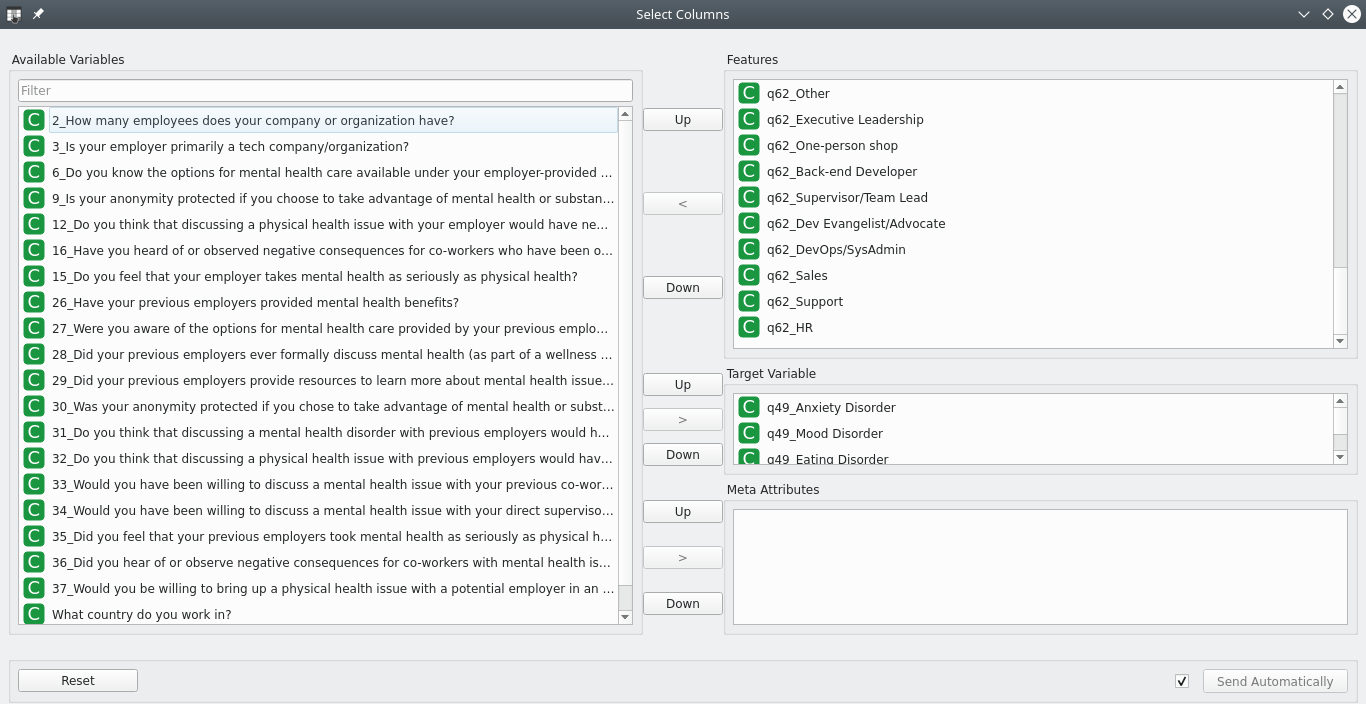 Select Columns
Available Variables
Filter
C 2_How many employees does your company or organization have?
C 3_Is your employer primarily a tech company/organization?
C 6_Do you know the options for mental health care available under your employer-provided ...
C 9_Is your anonymity protected if you choose to take advantage of mental health or substan...
C 12_Do you think that discussing a physical health issue with your employer would have ne...
C 16_Have you heard of or observed negative consequences for co-workers who have been o...
C 15_Do you feel that your employer takes mental health as seriously as physical health?
C 26_Have your previous employers provided mental health benefits?
C 27_Were you aware of the options for mental health care provided by your previous emplo...
C 28_Did your previous employers ever formally discuss mental health (as part of a wellness ...
C 29_Did your previous employers provide resources to learn more about mental health issue...
C 30_Was your anonymity protected if you chose to take advantage of mental health or subst...
C 31_Do you think that discussing a mental health disorder with previous employers would h...
C 32_Do you think that discussing a physical health issue with previous employers would hav...
C 33_Would you have been willing to discuss a mental health issue with your previous co-wor...
C 34_Would you have been willing to discuss a mental health issue with your direct superviso...
C 35_Did you feel that your previous employers took mental health as seriously as physical h...
C 36_Did you hear of or observe negative consequences for co-workers with mental health is...
C 37_Would you be willing to bring up a physical health issue with a potential employer in an ...
C What country do you work in?
Up
<
Down
Up
>
Down
Up
>
Down
Features
C q62_Other
C q62_Executive Leadership
C q62_One-person shop
C q62_Back-end Developer
C q62_Supervisor/Team Lead
C q62_Dev Evangelist/Advocate
C q62_DevOps/SysAdmin
C q62_Sales
C q62_Support
C q62_HR
Target Variable
C q49_Anxiety Disorder
C q49_Mood Disorder
C q49_Eating Disorder
Meta Attributes
Reset
Send Automatically